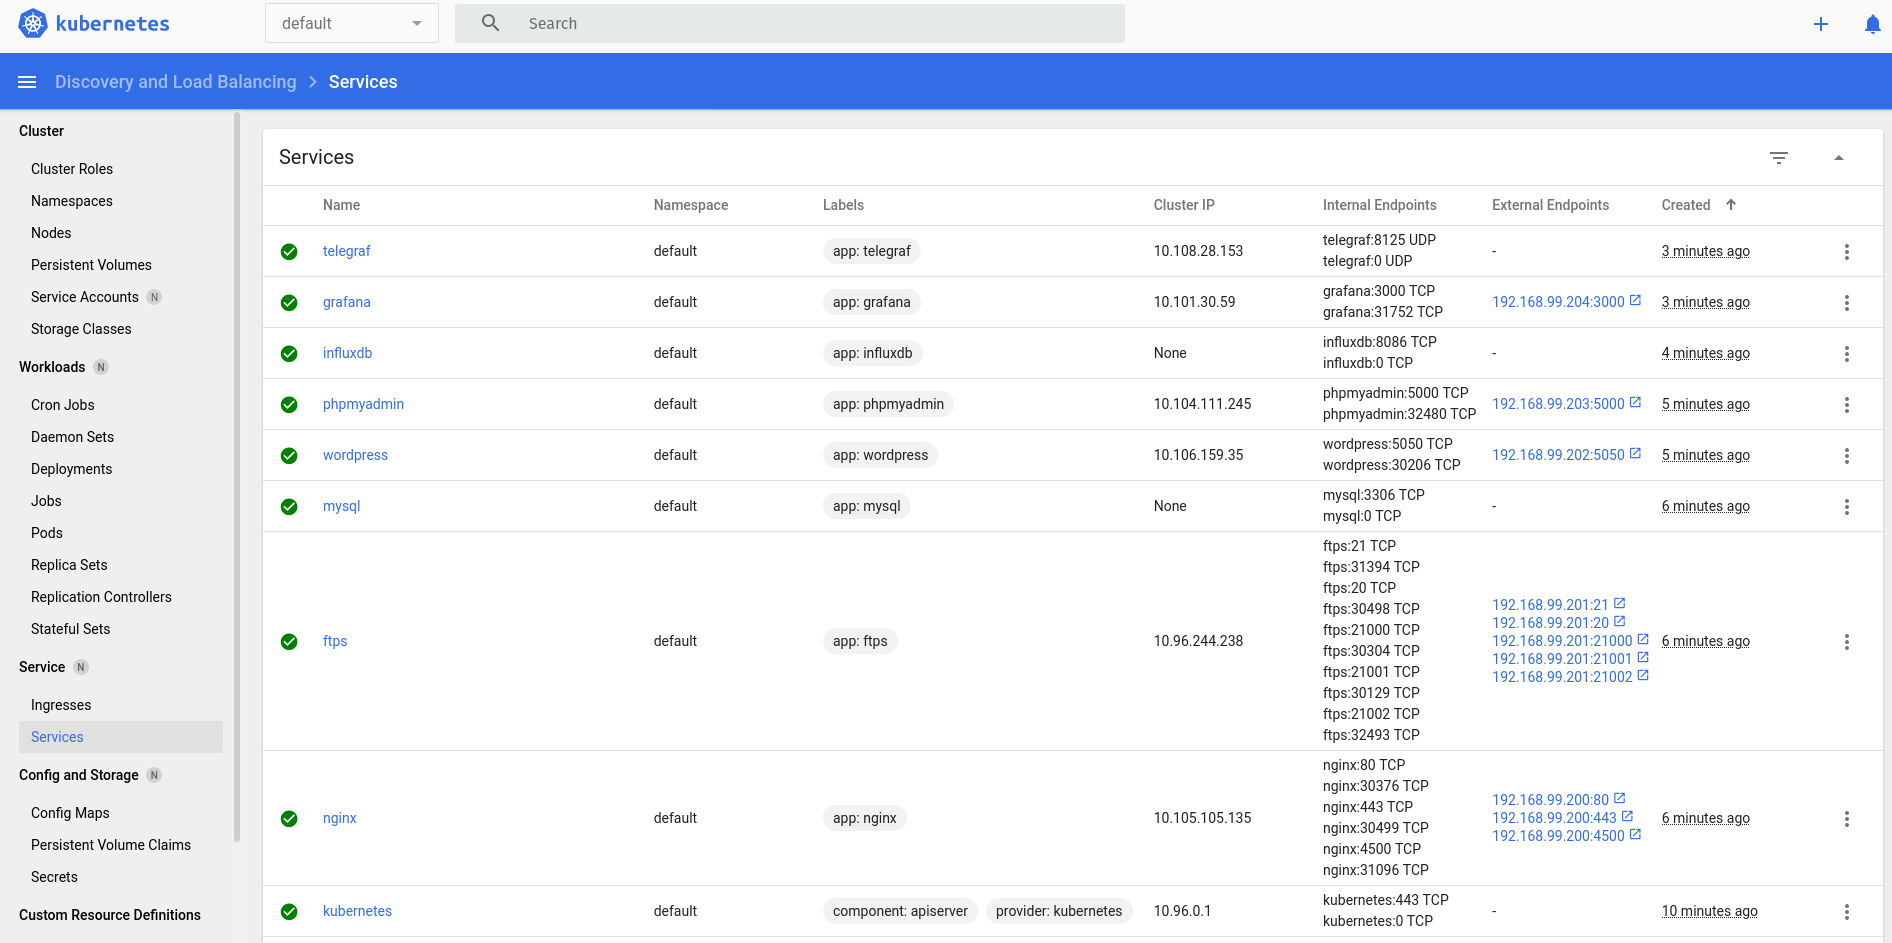 kubernetes
default
Search
Discovery and Load Balancing > Services
Cluster
Cluster Roles
Namespaces
Nodes
Persistent Volumes
Service Accounts N
Storage Classes
Workloads N
Cron Jobs
Daemon Sets
Deployments
Jobs
Pods
Replica Sets
Replication Controllers
Stateful Sets
Service N
Ingresses
Services
Config and Storage N
Config Maps
Persistent Volume Claims
Secrets
Custom Resource Definitions
Services
Name Namespace Labels Cluster IP Internal Endpoints External Endpoints Created
telegraf default app: telegraf 10.108.28.153 telegraf:8125 UDP - 3 minutes ago
telegraf:0 UDP
grafana default app: grafana 10.101.30.59 grafana:3000 TCP 192.168.99.204:3000 3 minutes ago
grafana:31752 TCP
influxdb default app: influxdb None influxdb:8086 TCP - 4 minutes ago
influxdb:0 TCP
phpmyadmin default app: phpmyadmin 10.104.111.245 phpmyadmin:5000 TCP 192.168.99.203:5000 5 minutes ago
phpmyadmin:32480 TCP
wordpress default app: wordpress 10.106.159.35 wordpress:5050 TCP 192.168.99.202:5050 5 minutes ago
wordpress:30206 TCP
mysql default app: mysql None mysql:3306 TCP - 6 minutes ago
mysql:0 TCP
ftps default app: ftps 10.96.244.238
ftps:21 TCP
ftps:31394 TCP
ftps:20 TCP
ftps:30498 TCP
ftps:21000 TCP
ftps:30304 TCP
ftps:21001 TCP
ftps:30129 TCP
ftps:21002 TCP
ftps:32493 TCP
192.168.99.201:21
192.168.99.201:20
192.168.99.201:21000
192.168.99.201:21001
192.168.99.201:21002
6 minutes ago
nginx default app: nginx 10.105.105.135
nginx:80 TCP
nginx:30376 TCP
nginx:443 TCP
nginx:30499 TCP
nginx:4500 TCP
nginx:31096 TCP
192.168.99.200:80
192.168.99.200:443
192.168.99.200:4500
6 minutes ago
kubernetes default component: apiserver provider: kubernetes 10.96.0.1 kubernetes:443 TCP - 10 minutes ago
kubernetes:0 TCP